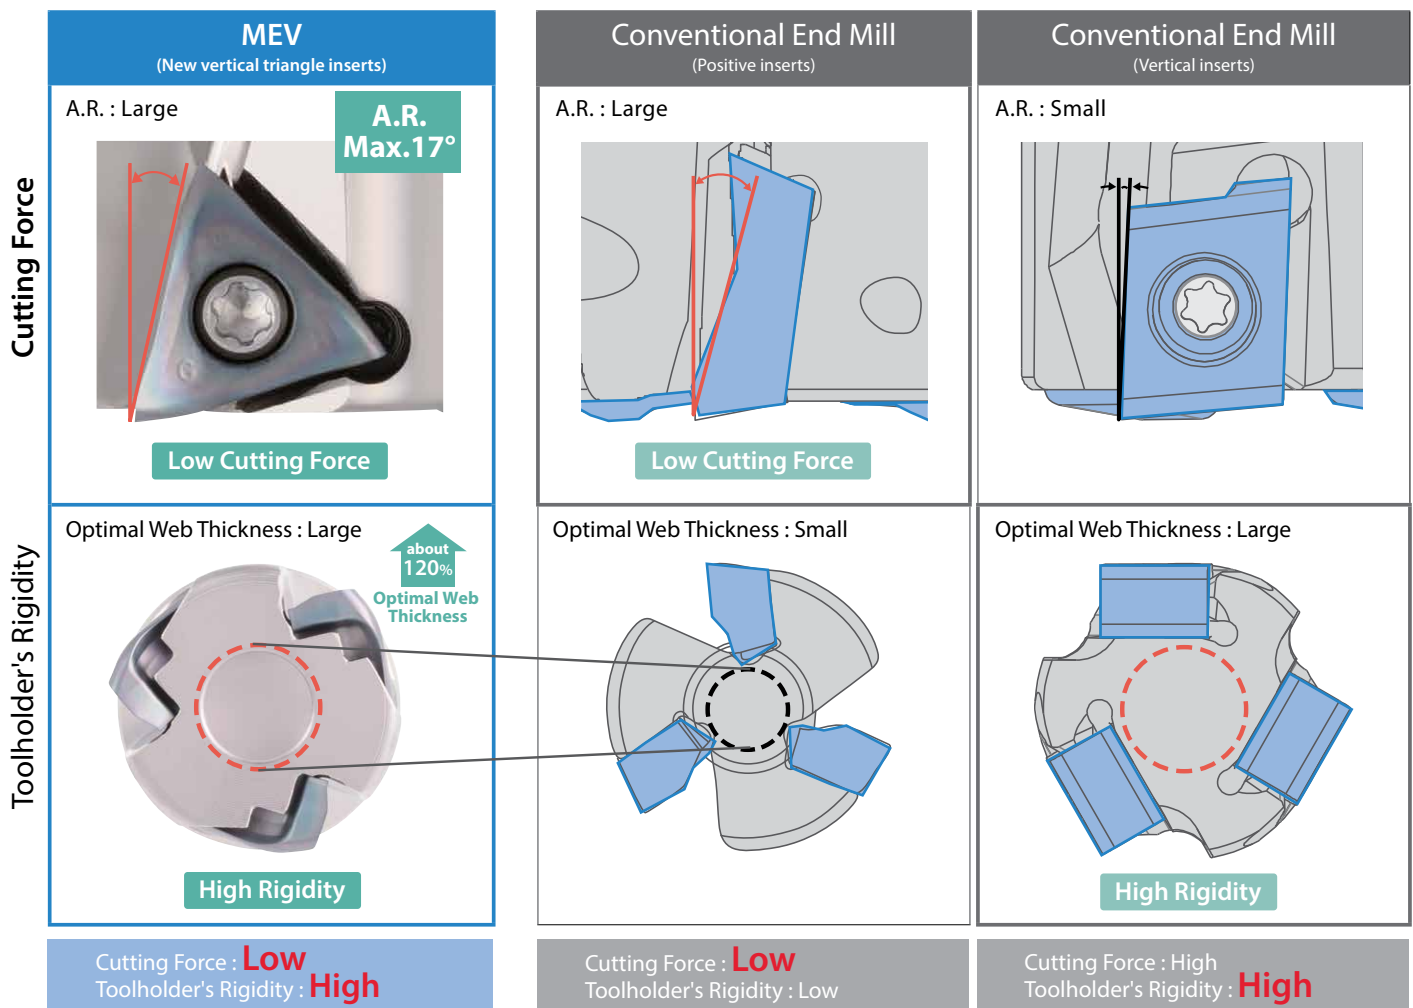 MEV
(New vertical triangle inserts)
Conventional End Mill
(Positive inserts)
Conventional End Mill
(Vertical inserts)
Cutting Force
A.R. : Large
A.R.
Max.17°
Low Cutting Force
A.R. : Large
Low Cutting Force
A.R. : Small
Toolholder's Rigidity
Optimal Web Thickness : Large
about
120%
Optimal Web
Thickness
High Rigidity
Optimal Web Thickness : Small
Optimal Web Thickness : Large
High Rigidity
Cutting Force : Low
Toolholder's Rigidity : High
Cutting Force : Low
Toolholder's Rigidity : Low
Cutting Force : High
Toolholder's Rigidity : High